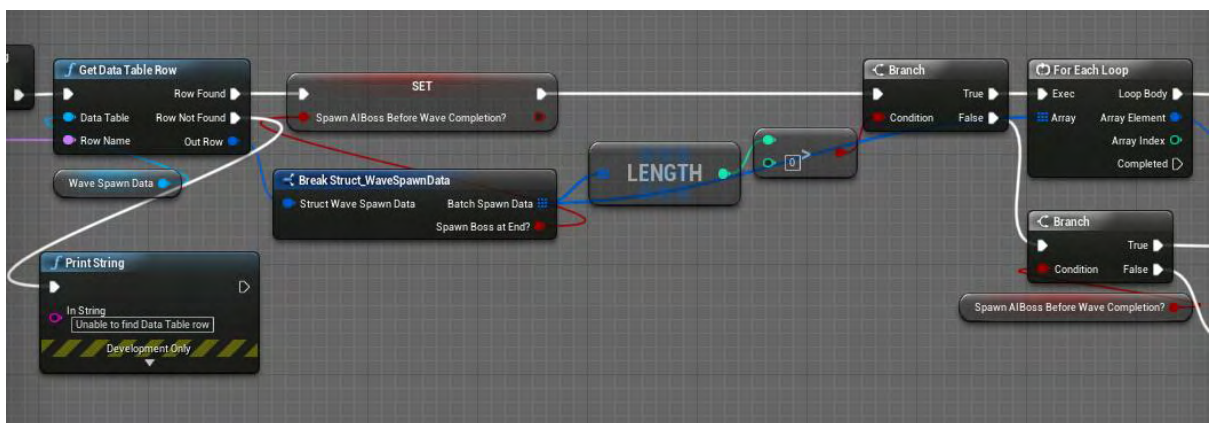 Get Data Table Row
Row Found
Data Table
Row Not Found
Row Name
Out Row
Wave Spawn Data
Print String
In String
Unable to find Data Table row
Development Only
SET
Spawn AIBoss Before Wave Completion?
Break Struct_WaveSpawnData
Struct Wave Spawn Data
Batch Spawn Data
Spawn Boss at End?
LENGTH
0
>
Branch
True
Condition
False
For Each Loop
Exec
Loop Body
Array
Array Element
Array Index
Completed
Branch
True
Condition
False
Spawn AIBoss Before Wave Completion?